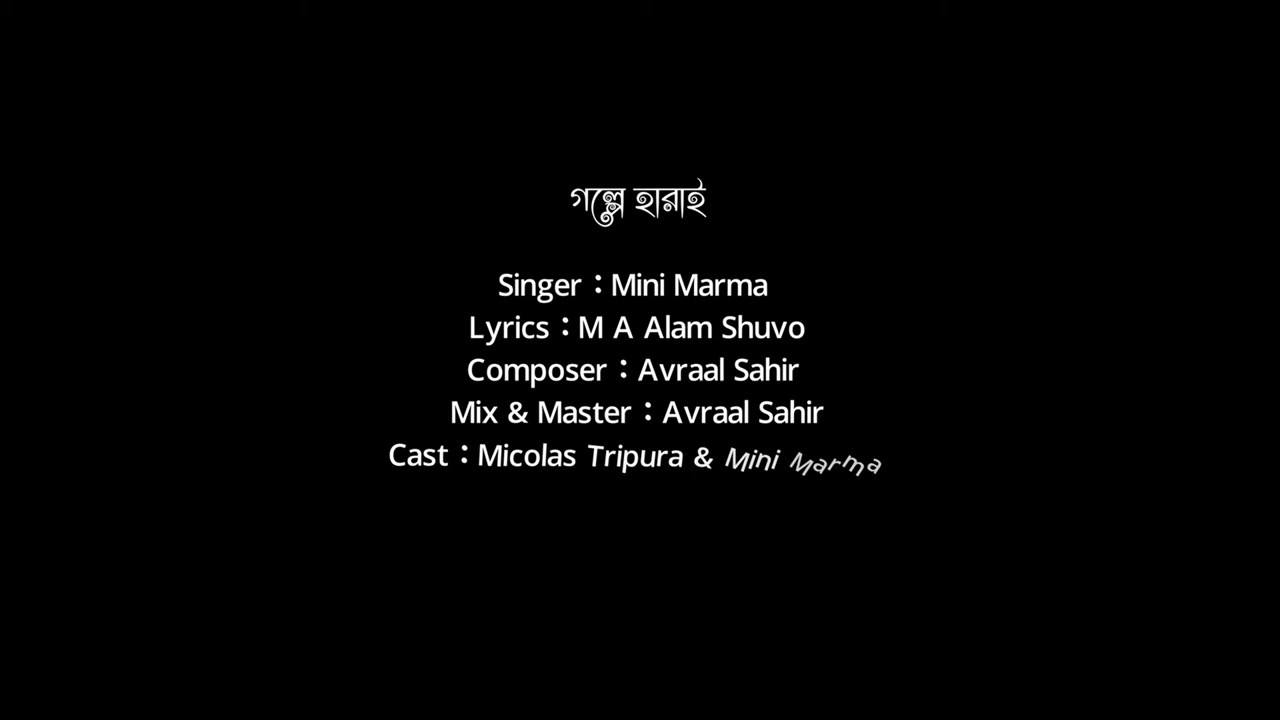 গল্পে হারাই
Singer : Mini Marma
Lyrics : M A Alam Shuvo
Composer : Avraal Sahir
Mix & Master : Avraal Sahir
Cast : Micolas Tripura & Mini Marma